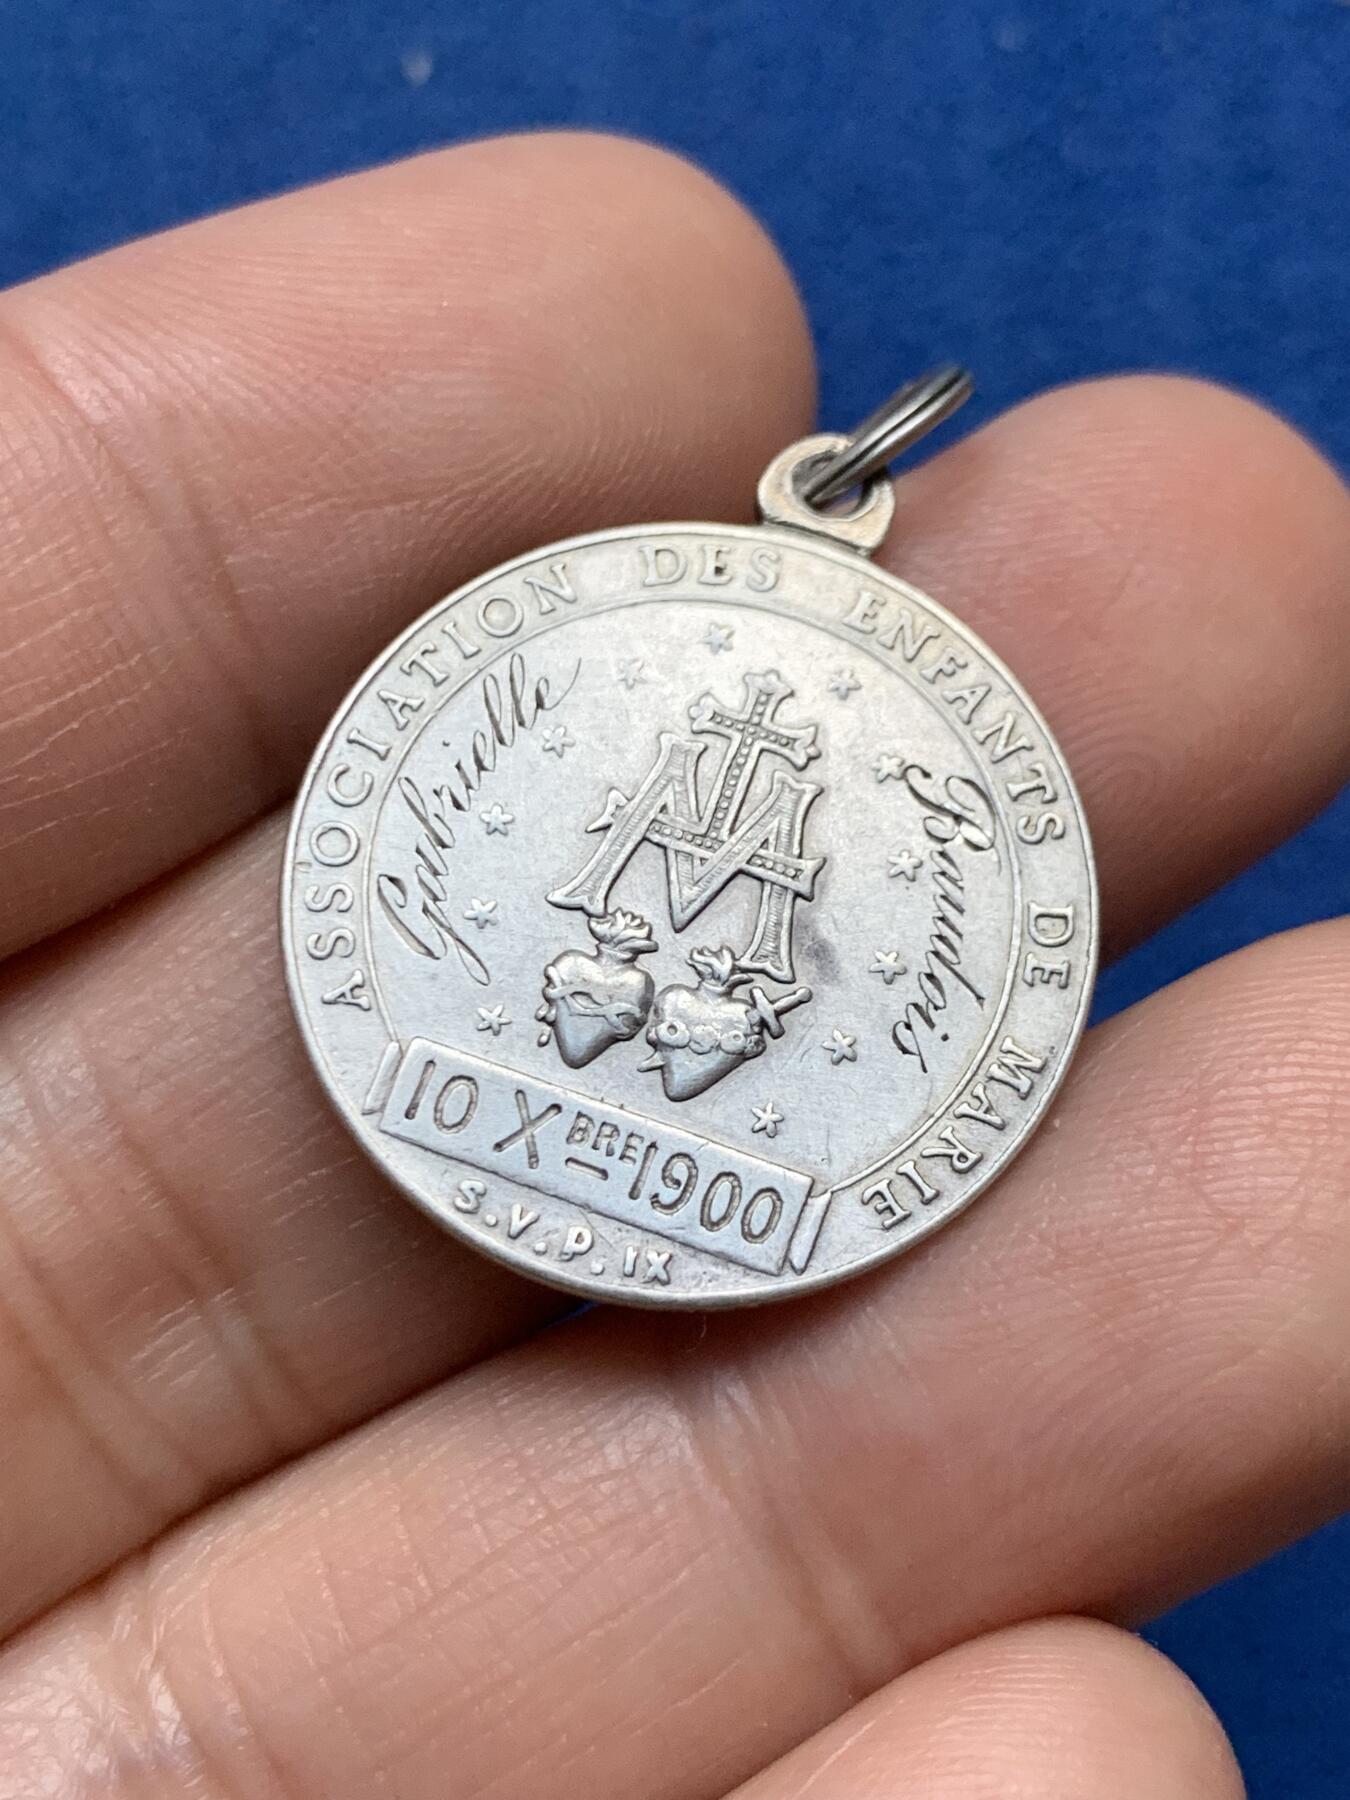 ASSOCIATION DES ENFANTS DE MARIE
Gabrielle
Baudois
10 XBRE 1900
S.V.P. IX